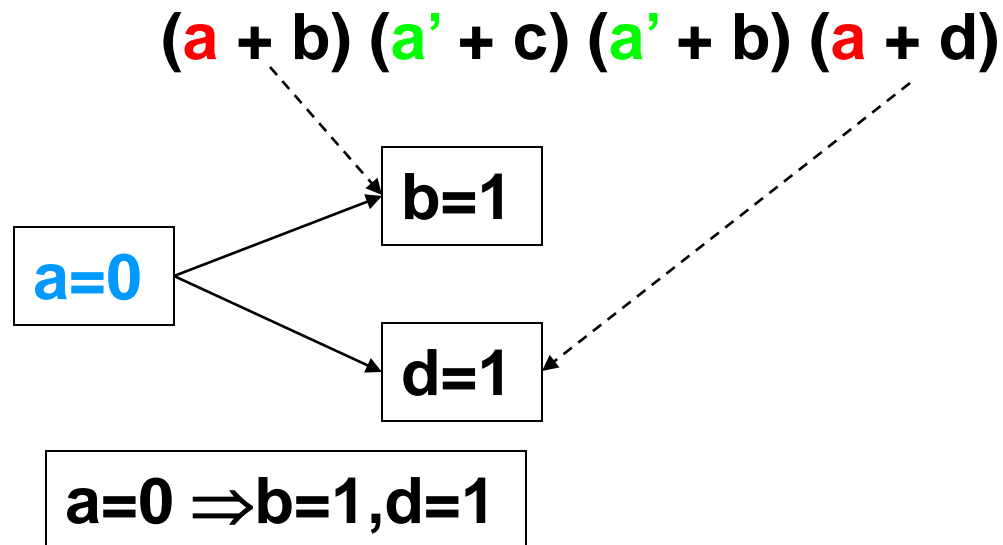 (a + b) (a’ + c) (a’ + b) (a + d)
b=1
a=0
d=1
a=0 ⇒b=1,d=1